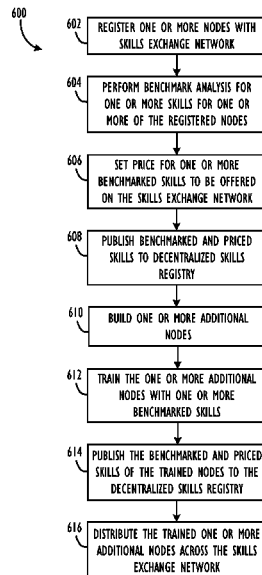 600
602
REGISTER ONE OR MORE NODES WITH
SKILLS EXCHANGE NETWORK
604
PERFORM BENCHMARK ANALYSIS FOR
ONE OR MORE SKILLS FOR ONE OR
MORE OF THE REGISTERED NODES
606
SET PRICE FOR ONE OR MORE
BENCHMARKED SKILLS TO BE OFFERED
ON THE SKILLS EXCHANGE NETWORK
608
PUBLISH BENCHMARKED AND PRICED
SKILLS TO DECENTRALIZED SKILLS
REGISTRY
610
BUILD ONE OR MORE ADDITIONAL
NODES
612
TRAIN THE ONE OR MORE ADDITIONAL
NODES WITH ONE OR MORE
BENCHMARKED SKILLS
614
PUBLISH THE BENCHMARKED AND PRICED
SKILLS OF THE TRAINED NODES TO THE
DECENTRALIZED SKILLS REGISTRY
616
DISTRIBUTE THE TRAINED ONE OR MORE
ADDITIONAL NODES ACROSS THE SKILLS
EXCHANGE NETWORK